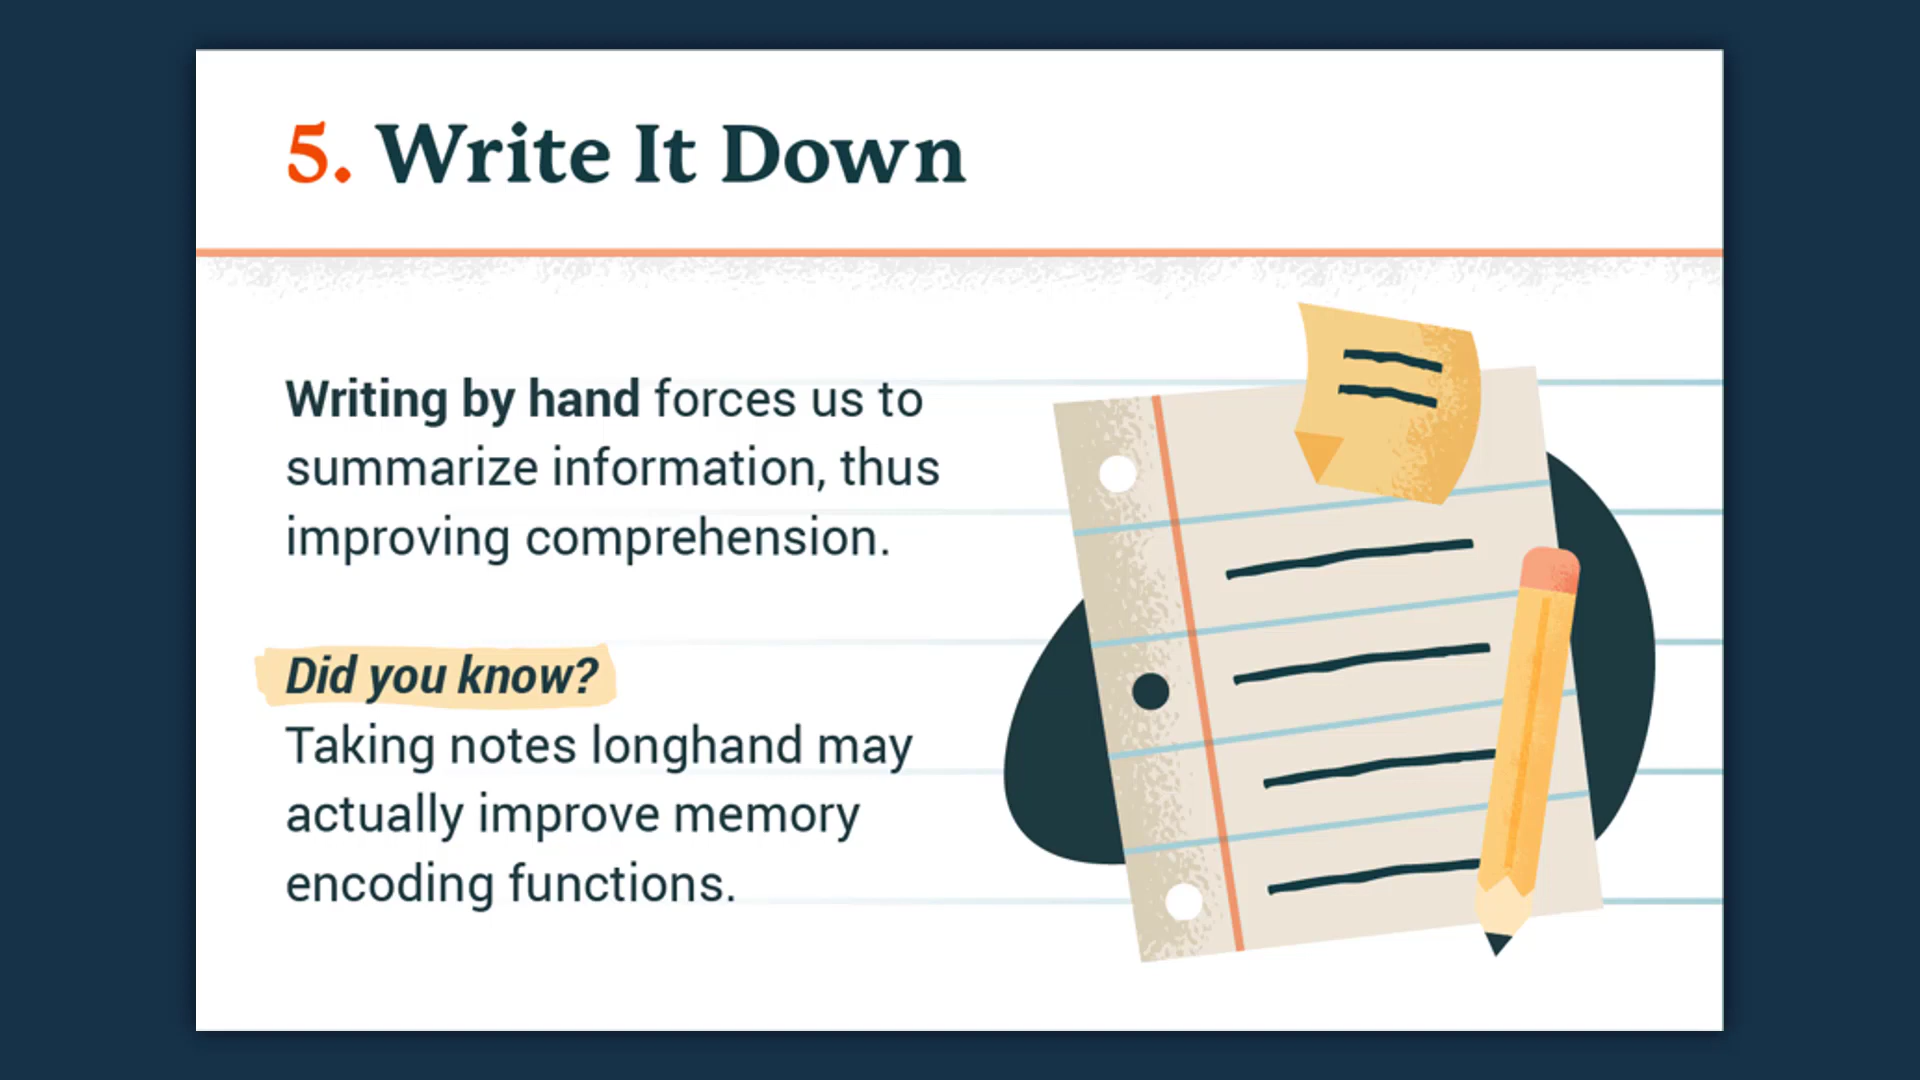 5. Write It Down
Writing by hand forces us to
summarize information, thus
improving comprehension.
Did you know?
Taking notes longhand may
actually improve memory
encoding functions.